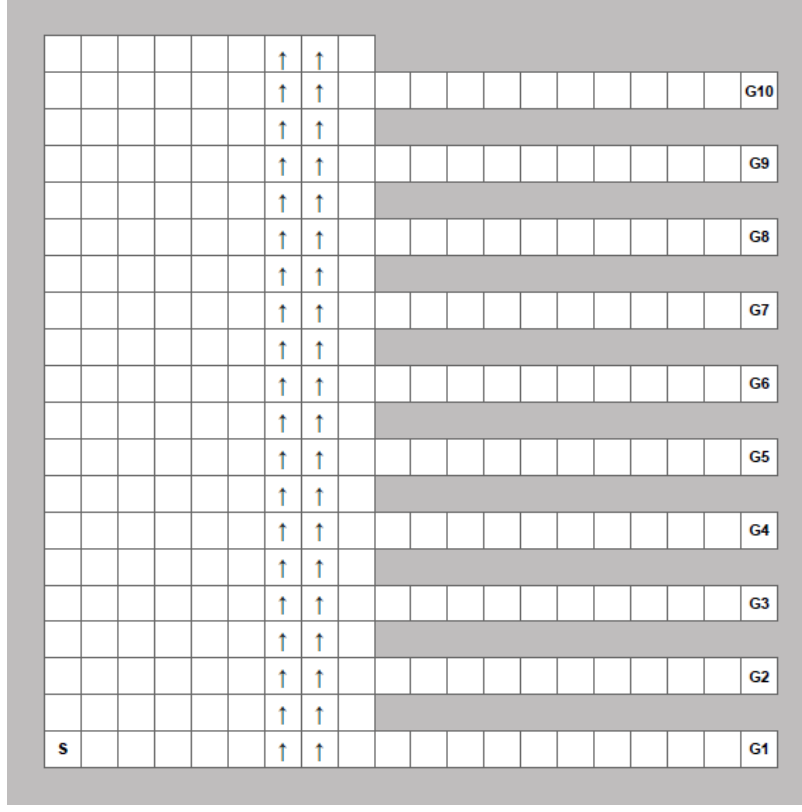 ↑ ↑
↑ ↑ G10
↑ ↑
↑ ↑ G9
↑ ↑
↑ ↑ G8
↑ ↑
↑ ↑ G7
↑ ↑
↑ ↑ G6
↑ ↑
↑ ↑ G5
↑ ↑
↑ ↑ G4
↑ ↑
↑ ↑ G3
↑ ↑
↑ ↑ G2
↑ ↑
S ↑ ↑ G1